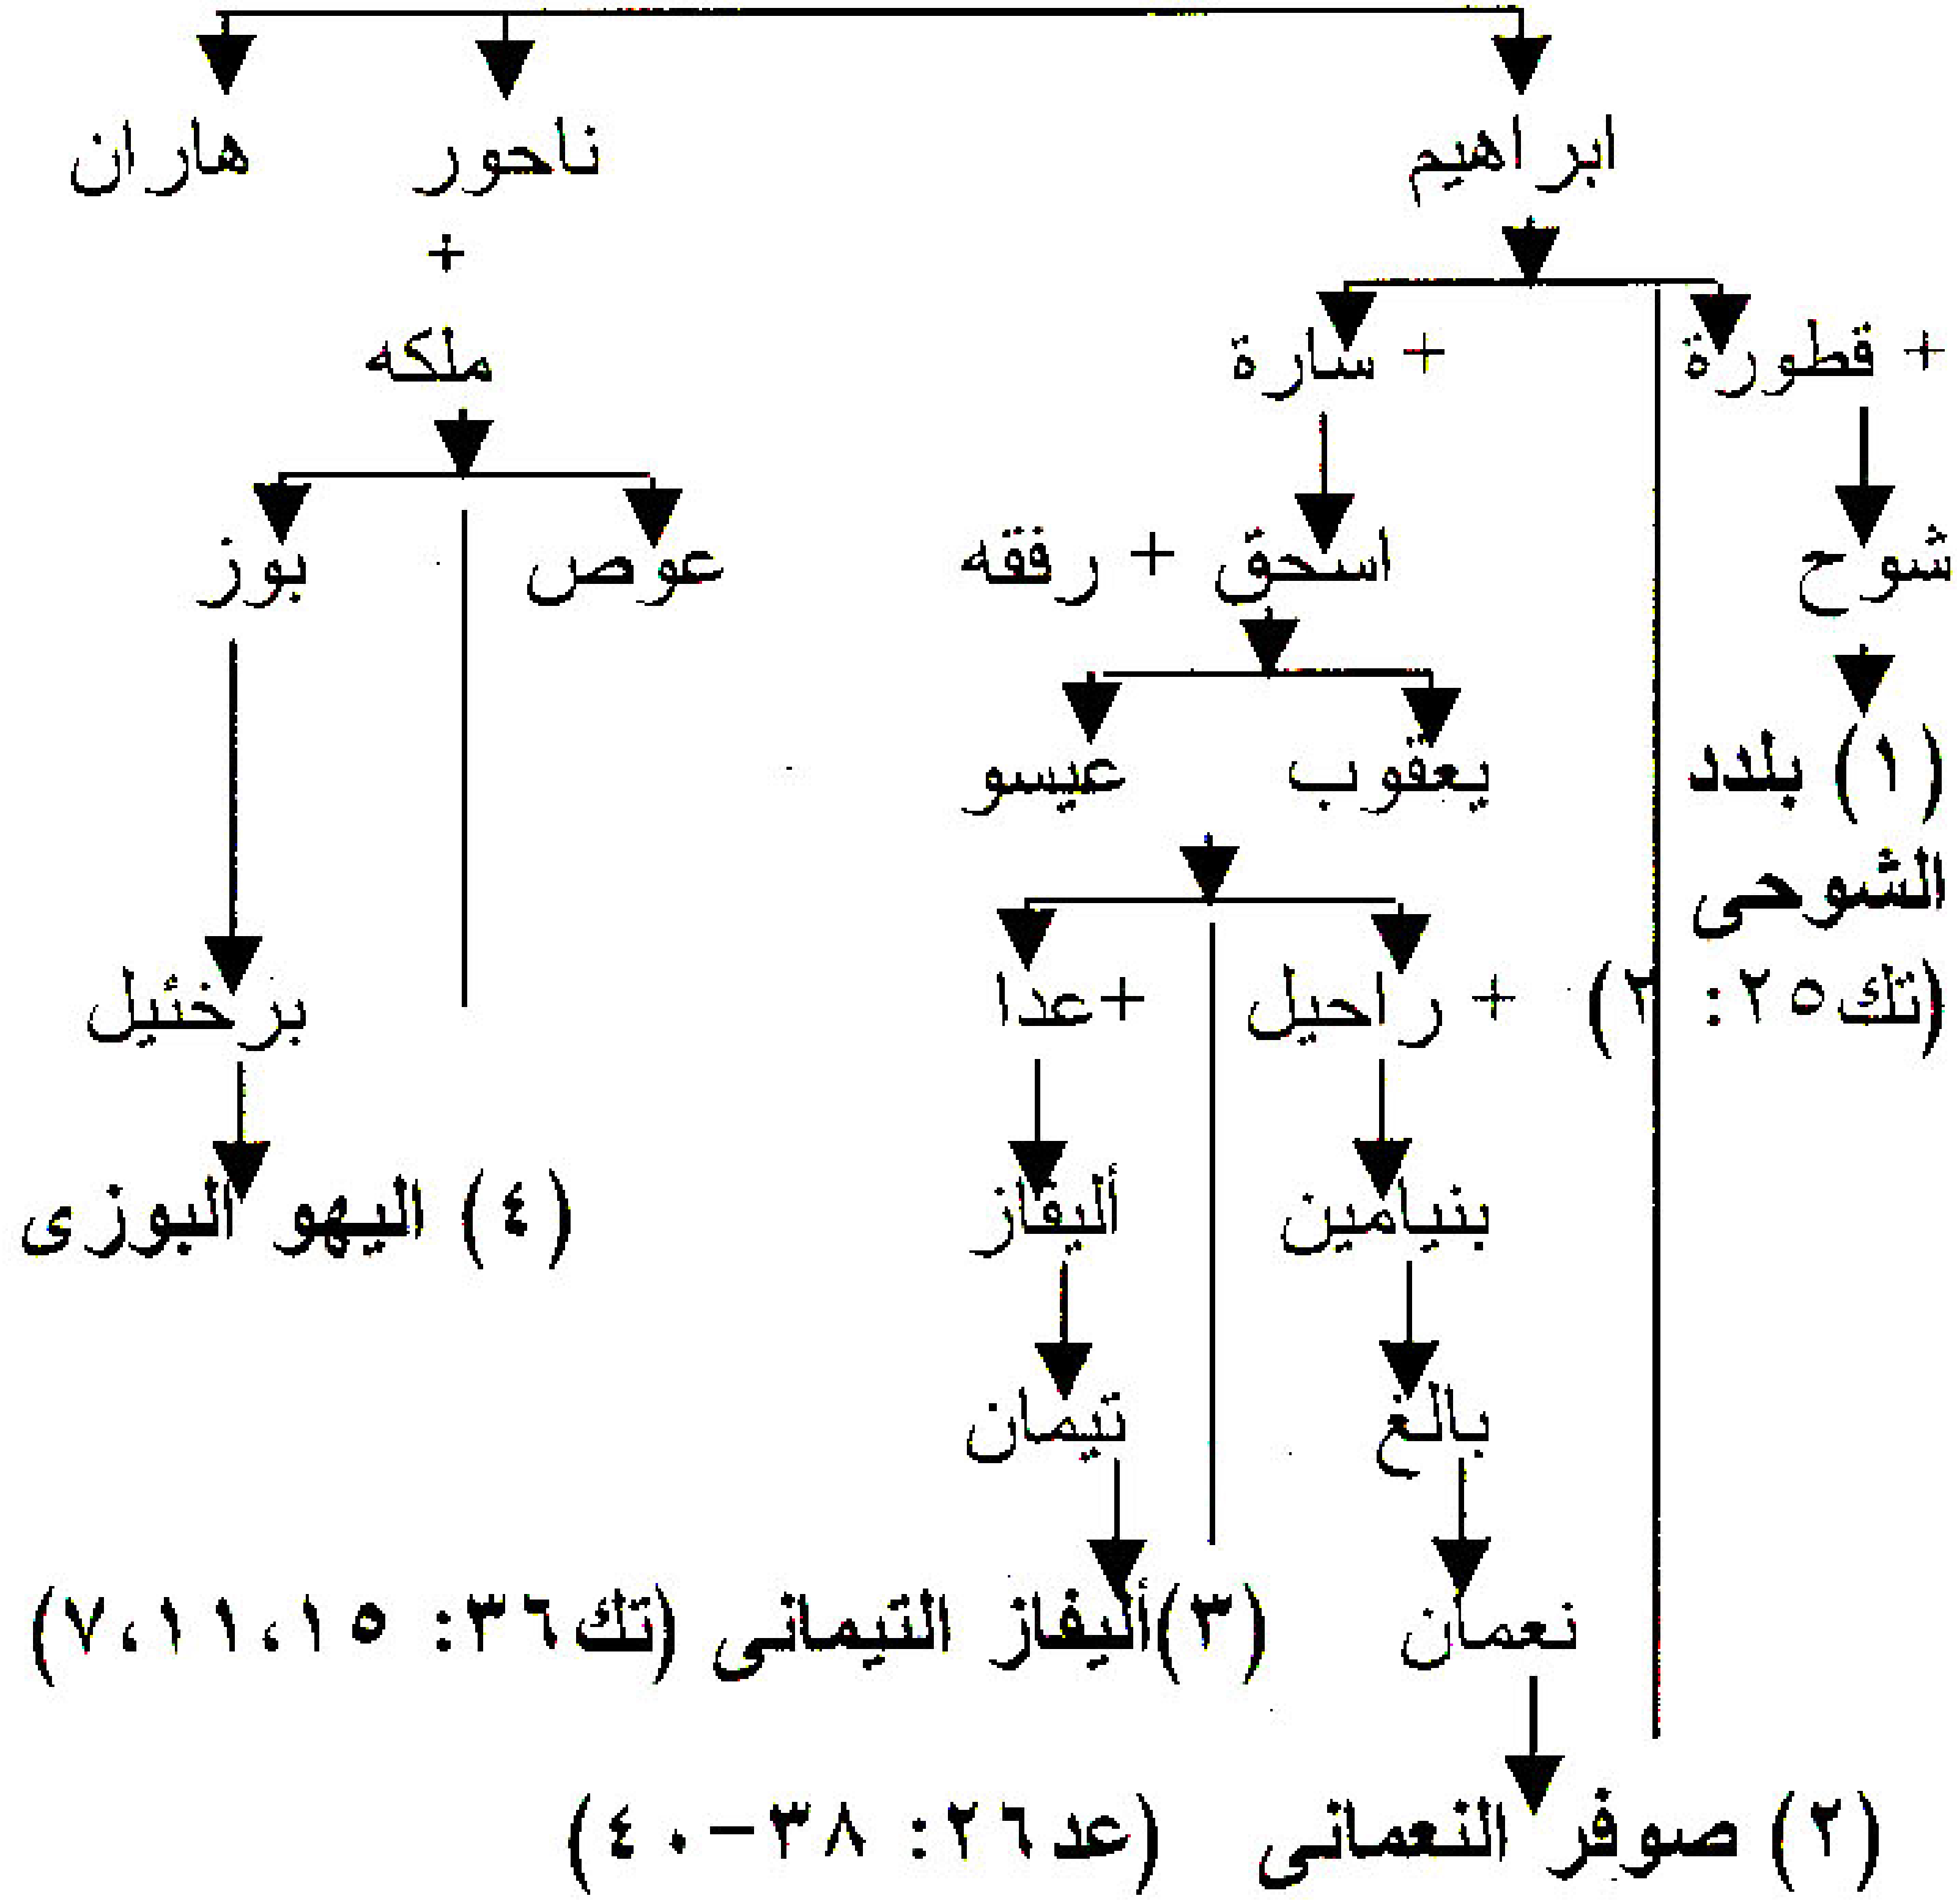 ابراهيم ناحور هاران
+
+ قطورة + سارة ملكه
شوح اسحق + رفقه عوص بوز
(١) بلدد يعقوب عيسو
الشوحى
(تك٢٥: ٢) + راحيل +عدا برخئيل
بنيامين أليفاز (٤) اليهو البوزى
بالغ تيمان
نعمان (٣)أليفاز التيمانى (تك٣٦: ٧،١١،١٥)
(٢) صوفر النعمانى (عد٢٦: ٣٨-٤٠)